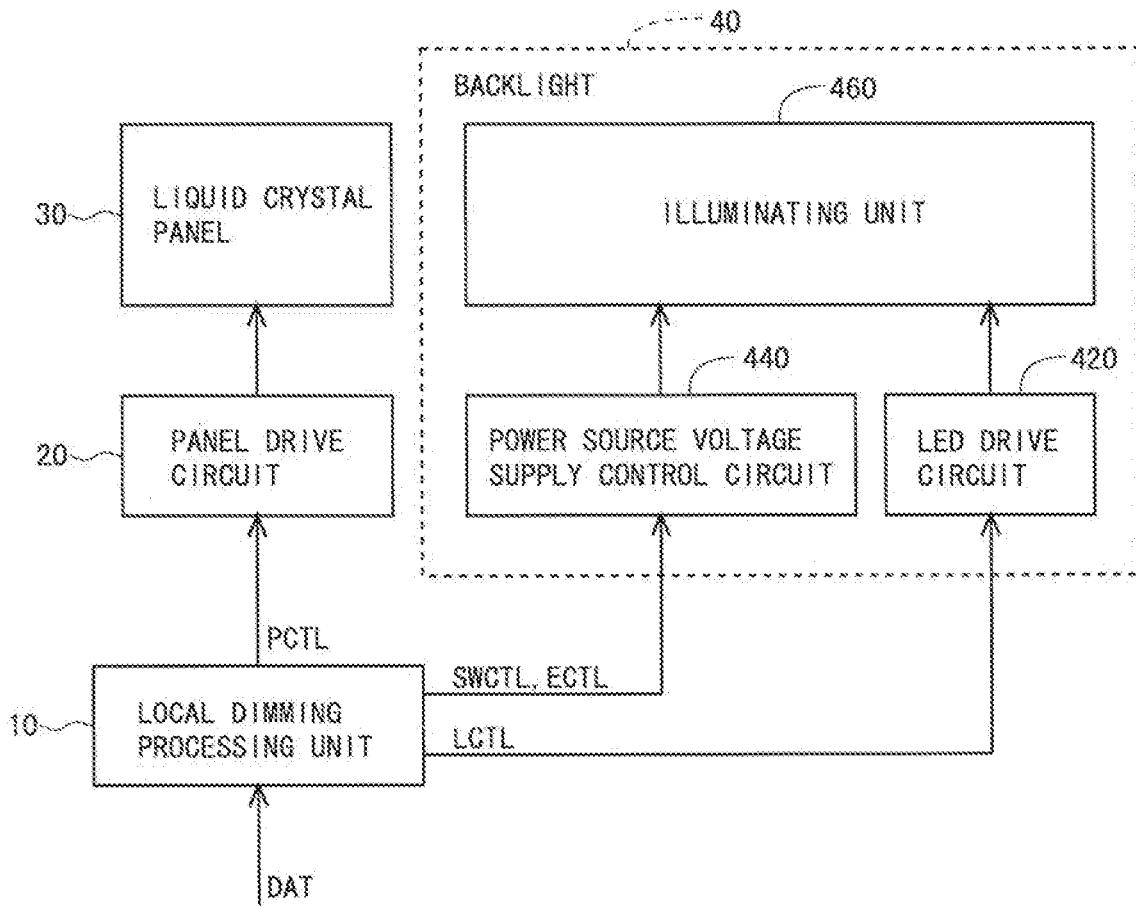 40
BACKLIGHT
460
30
LIQUID CRYSTAL
PANEL
ILLUMINATING UNIT
440
420
20
PANEL DRIVE
CIRCUIT
POWER SOURCE VOLTAGE
SUPPLY CONTROL CIRCUIT
LED DRIVE
CIRCUIT
PCTL
SWCTL, ECTL
10
LOCAL DIMMING
PROCESSING UNIT
LCTL
DAT